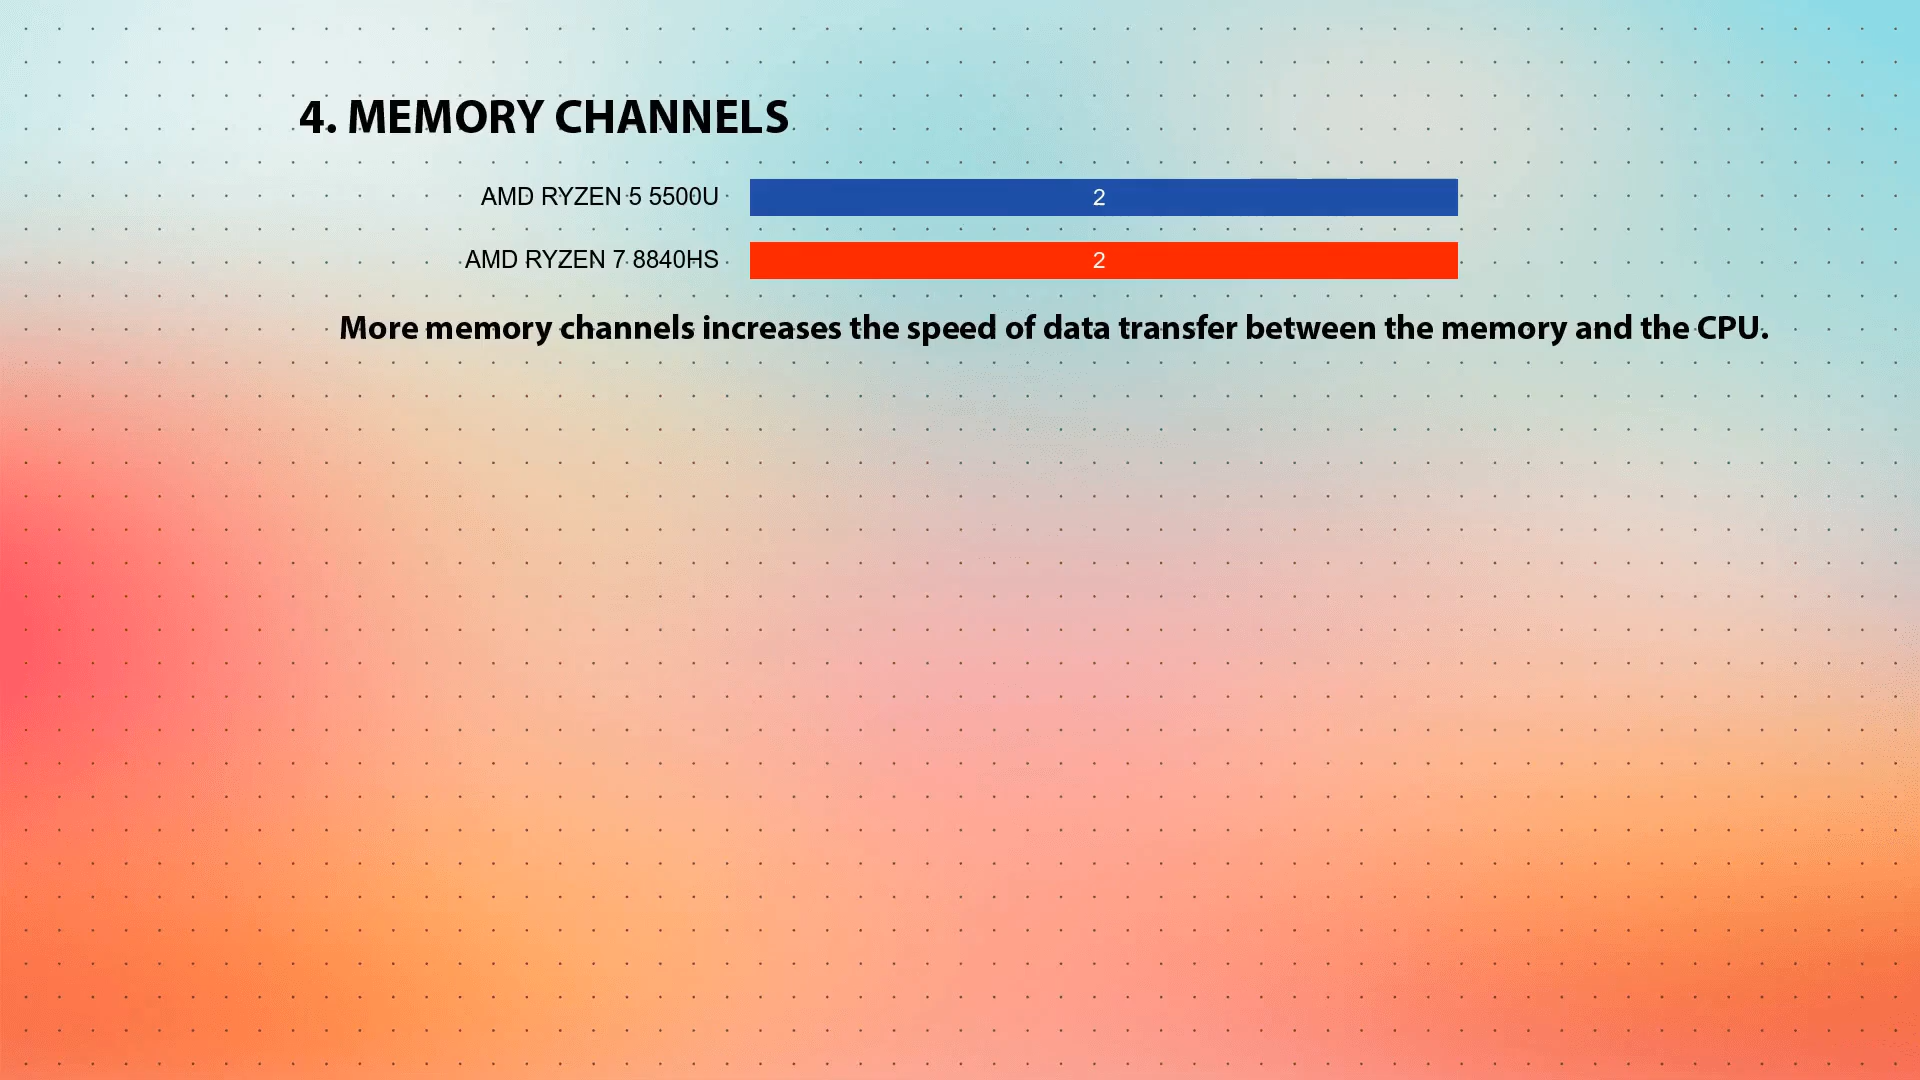 4. MEMORY CHANNELS
AMD RYZEN 5 5500U 2
AMD RYZEN 7 8840HS 2
More memory channels increases the speed of data transfer between the memory and the CPU.